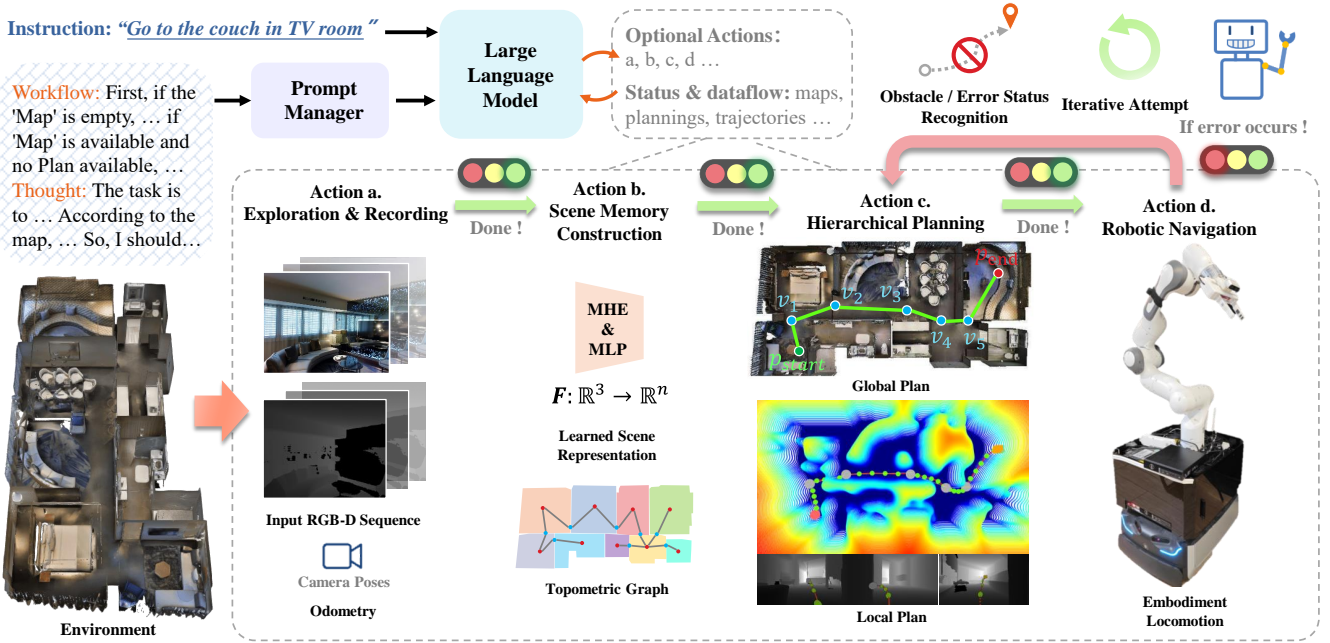 Instruction: “Go to the couch in TV room”
Workflow: First, if the
'Map' is empty, … if
'Map' is available and
no Plan available, …
Thought: The task is
to … According to the
map, … So, I should…
Prompt
Manager
Large
Language
Model
Optional Actions:
a, b, c, d …
Status & dataflow: maps,
plannings, trajectories …
Obstacle / Error Status
Recognition
Iterative Attempt
If error occurs !
Environment
Action a.
Exploration & Recording
Done !
Input RGB-D Sequence
Camera Poses
Odometry
Action b.
Scene Memory
Construction
Done !
MHE
&
MLP
F: ℝ³ → ℝⁿ
Learned Scene
Representation
Topometric Graph
Action c.
Hierarchical Planning
Done !
p_end
v₁
v₂
v₃
v₄
v₅
p_start
Global Plan
Local Plan
Action d.
Robotic Navigation
Embodiment
Locomotion